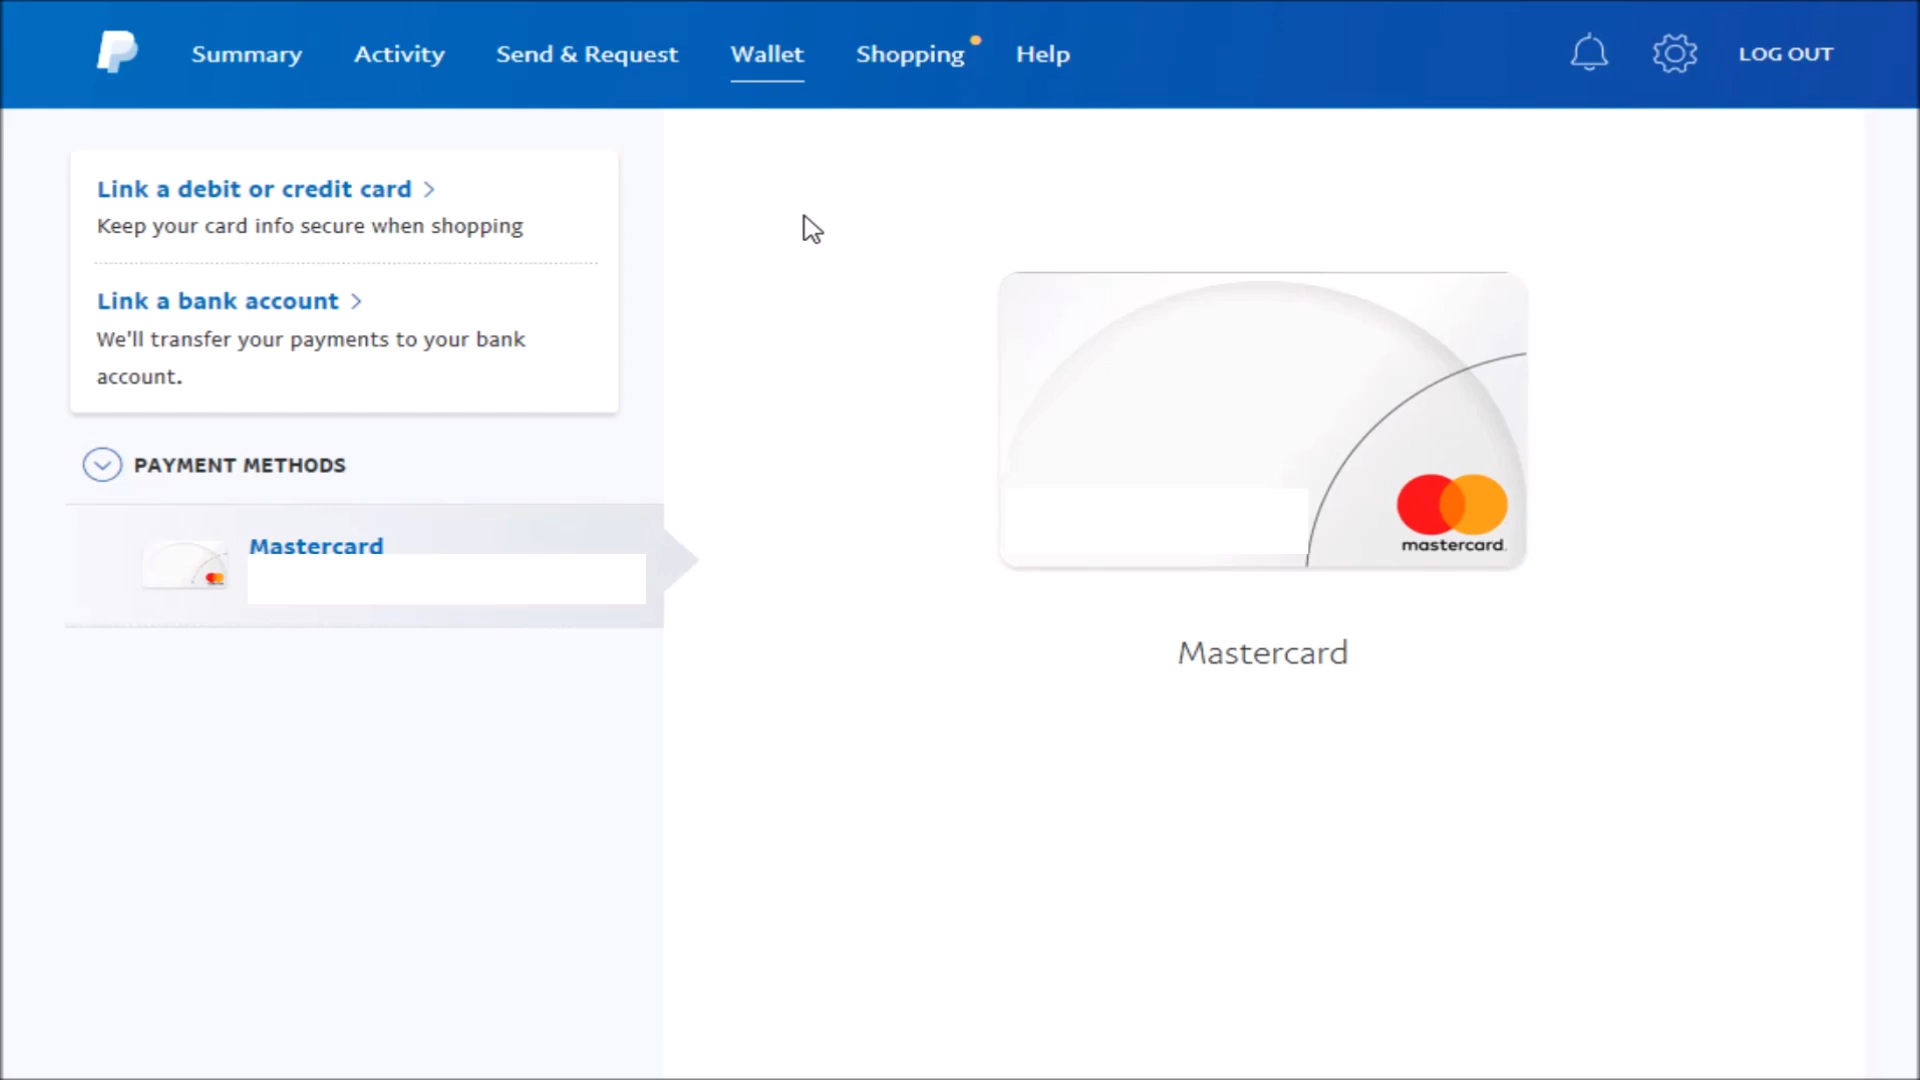 Summary Activity Send & Request Wallet Shopping Help LOG OUT
Link a debit or credit card >
Keep your card info secure when shopping
Link a bank account >
We'll transfer your payments to your bank
account.
PAYMENT METHODS
Mastercard
mastercard.
Mastercard